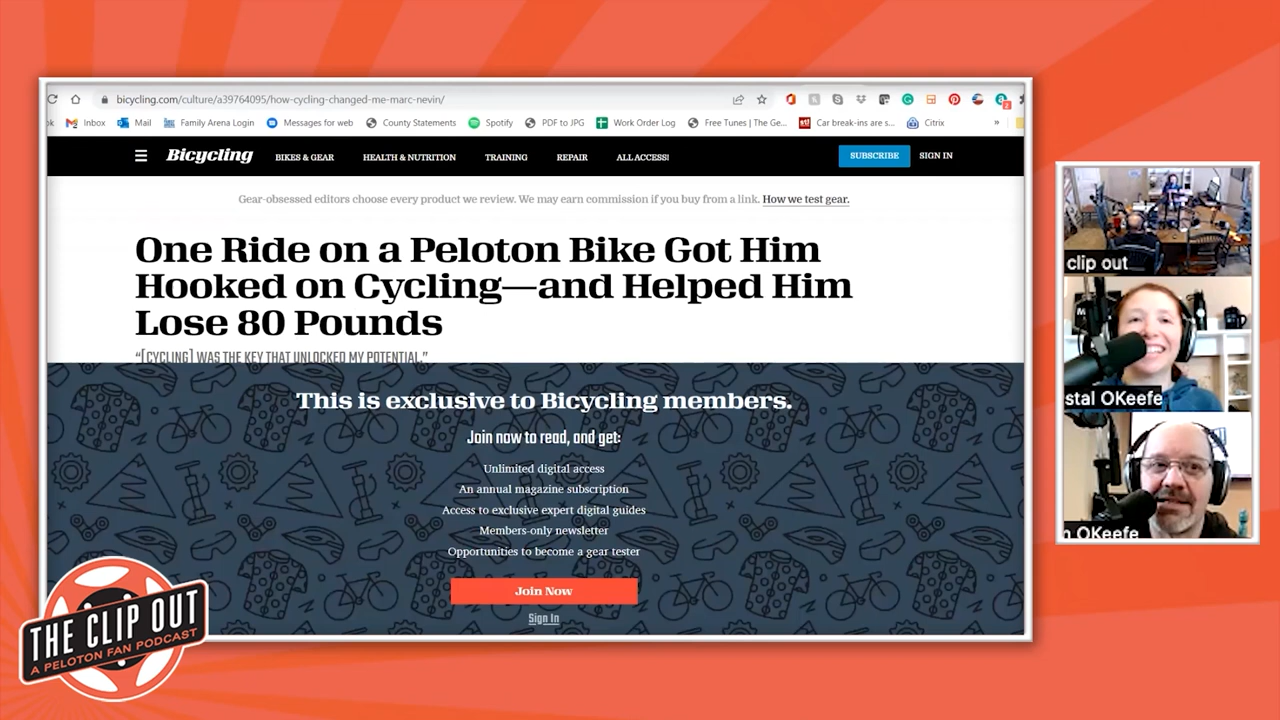 bicycling.com/culture/a39764095/how-cycling-changed-me-marc-nevin/
Inbox
Mail
Family Arena Login
Messages for web
County Statements
Spotify
PDF to JPG
Work Order Log
Free Tunes | The Ge...
Car break-ins are s...
Citrix
»
Bicycling
BIKES & GEAR
HEALTH & NUTRITION
TRAINING
REPAIR
ALL ACCESS!
SUBSCRIBE
SIGN IN
Gear-obsessed editors choose every product we review. We may earn commission if you buy from a link. How we test gear.
One Ride on a Peloton Bike Got Him
Hooked on Cycling—and Helped Him
Lose 80 Pounds
“[CYCLING] WAS THE KEY THAT UNLOCKED MY POTENTIAL.”
This is exclusive to Bicycling members.
Join now to read, and get:
Unlimited digital access
An annual magazine subscription
Access to exclusive expert digital guides
Members-only newsletter
Opportunities to become a gear tester
Join Now
Sign In
clip out
stal OKeefe
OKeefe
THE CLIP OUT
A PELOTON FAN PODCAST